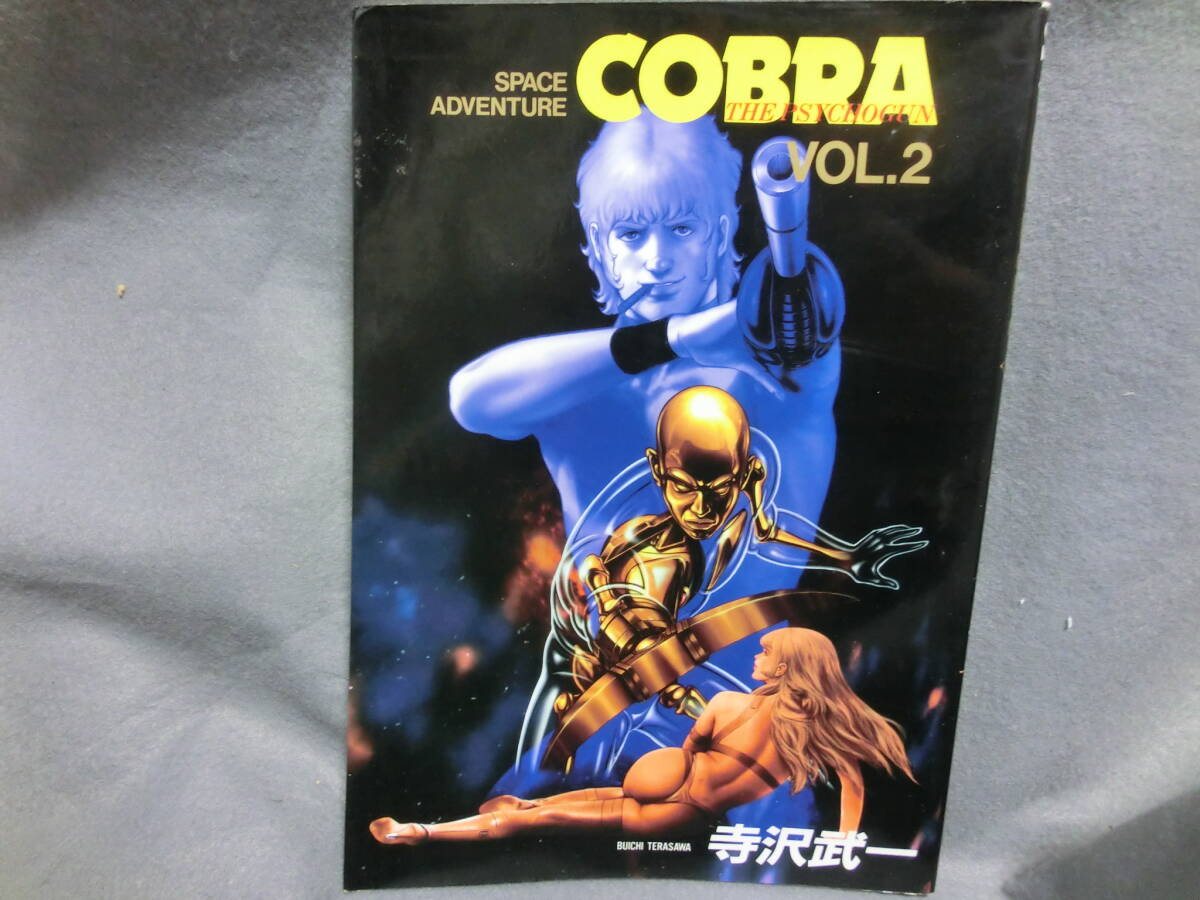 SPACE
ADVENTURE
COBRA
THE PSYCHOGUN
VOL.2
BUICHI TERASAWA
寺沢武一